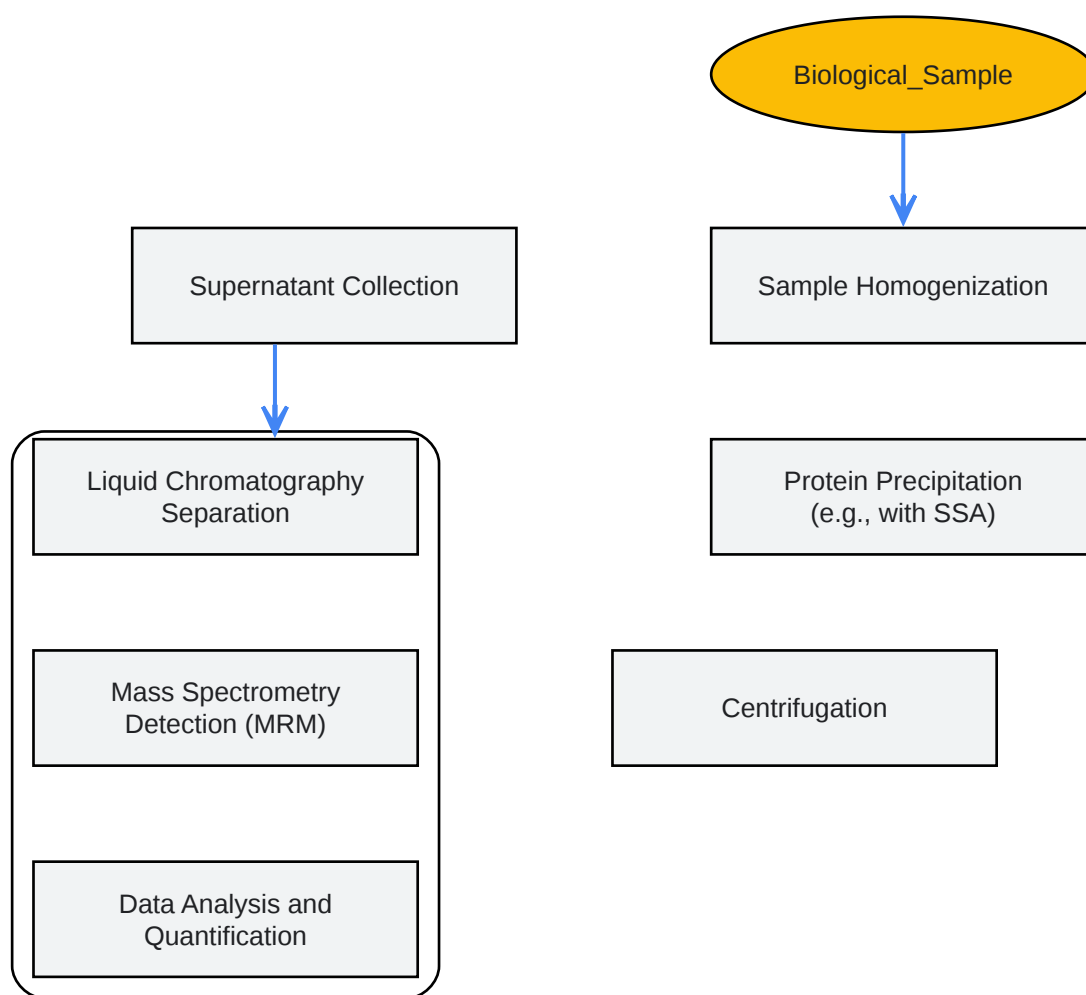 Biological_Sample
Supernatant Collection
Sample Homogenization
Liquid Chromatography
Separation
Protein Precipitation
(e.g., with SSA)
Mass Spectrometry
Detection (MRM)
Centrifugation
Data Analysis and
Quantification